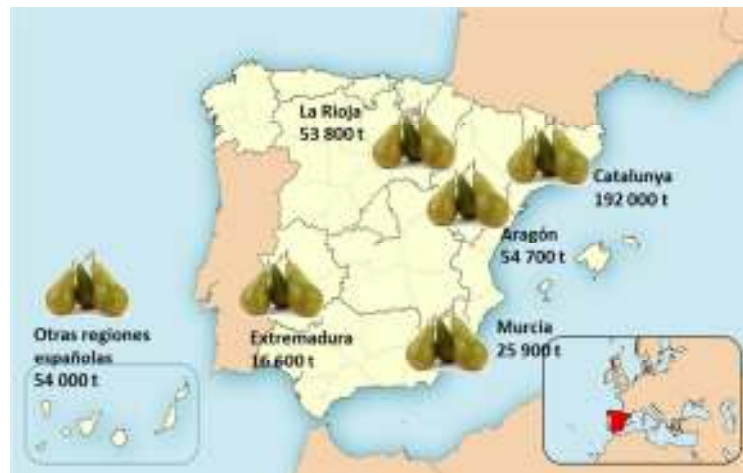 La Rioja
53 800 t
Catalunya
192 000 t
Aragón
54 700 t
Otras regiones
españolas
54 000 t
Extremadura
16 600 t
Murcia
25 900 t